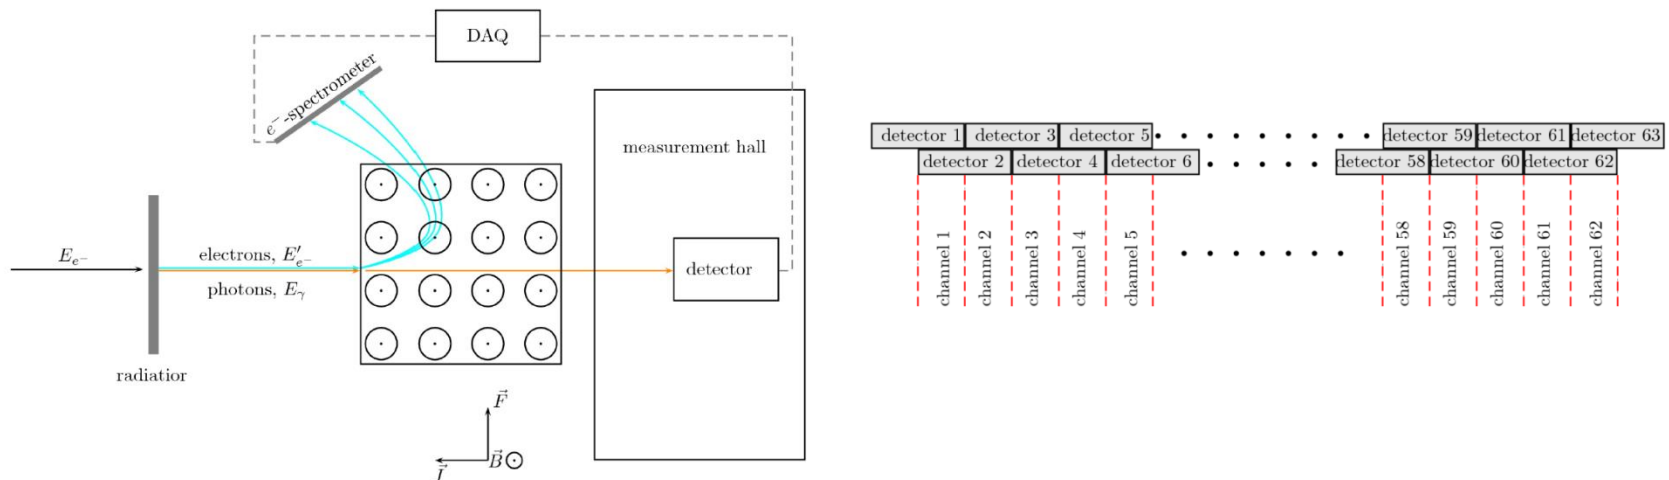 DAQ
e⁻-spectrometer
measurement hall
E_{e⁻}
electrons, E'_{e⁻}
photons, E_γ
detector
radiatior
F⃗
I⃗
B⃗
detector 1
detector 3
detector 5
detector 59
detector 61
detector 63
detector 2
detector 4
detector 6
detector 58
detector 60
detector 62
channel 1
channel 2
channel 3
channel 4
channel 5
channel 58
channel 59
channel 60
channel 61
channel 62